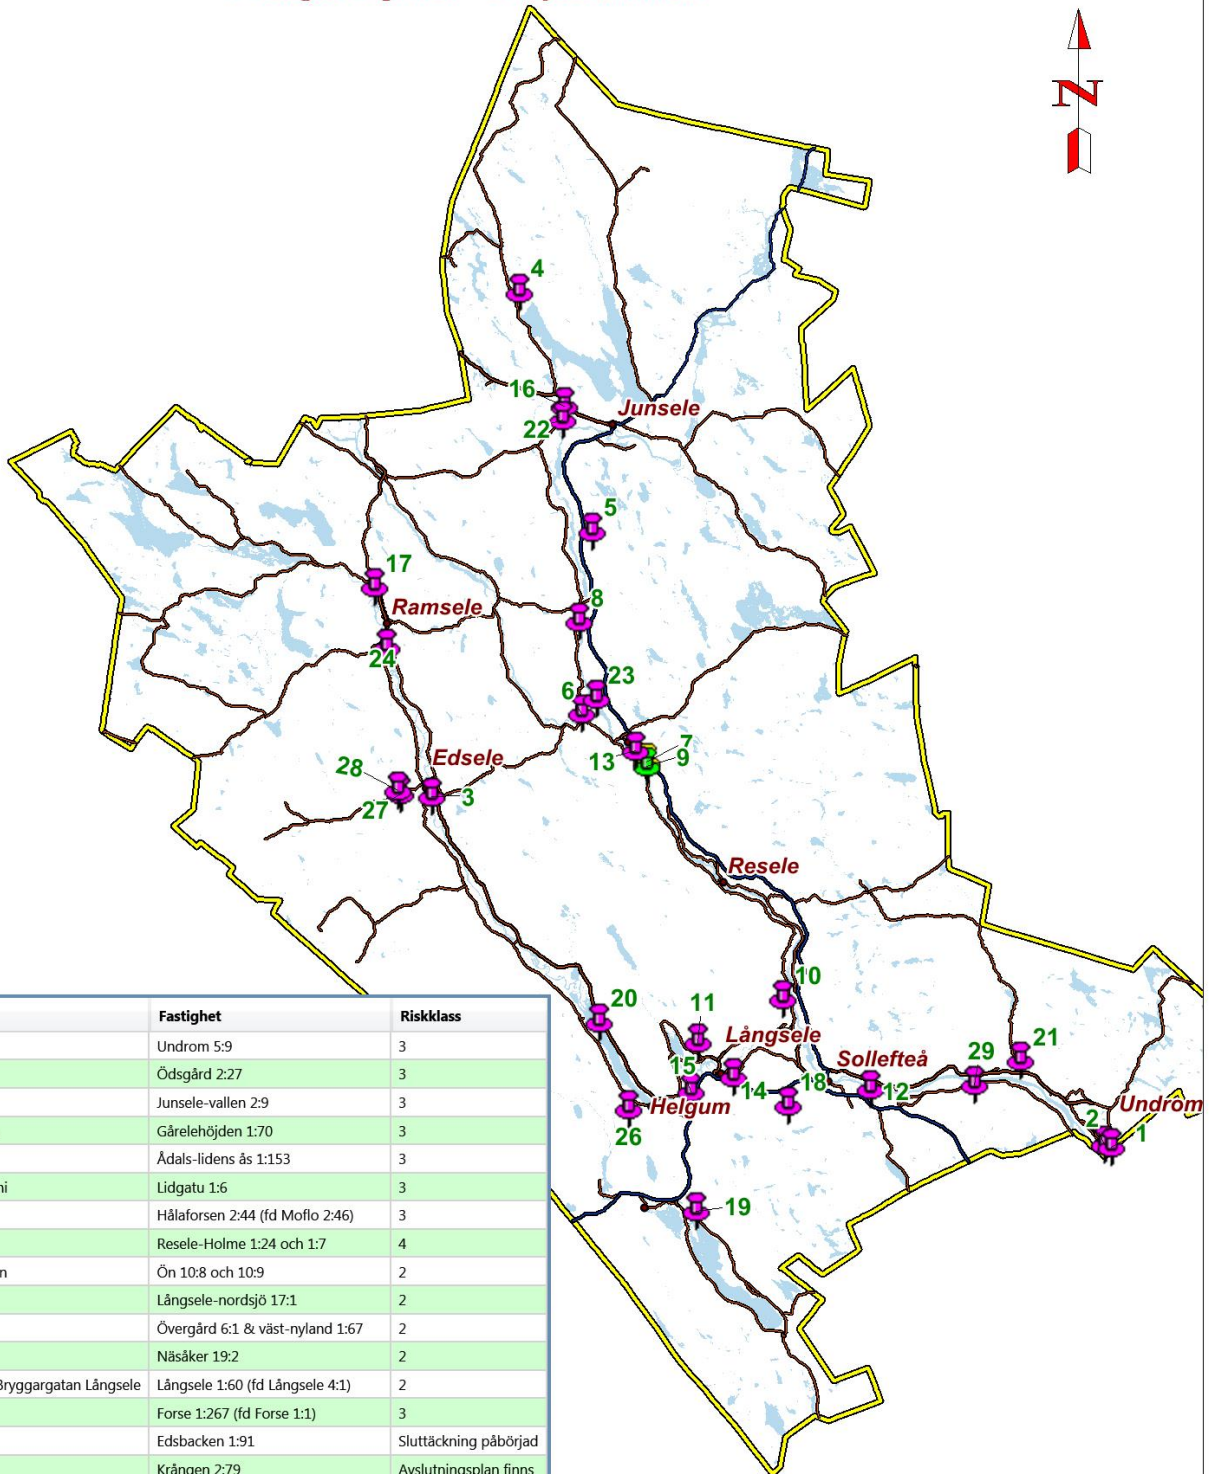 N
4
16
Junsele
22
5
17
8
Ramsele
24
23
6
7
13
9
Edsele
28
3
27
Resele
10
20
11
Långsele
21
29
Sollefteå
15
14
18
12
Helgum
Undrom
2
1
26
19
Fastighet Riskklass
Undrom 5:9 3
Ödsgård 2:27 3
Junsele-vallen 2:9 3
Gårelehöjden 1:70 3
Ådals-lidens ås 1:153 3
Lidgatu 1:6 3
Hålaforsen 2:44 (fd Moflo 2:46) 3
Resele-Holme 1:24 och 1:7 4
Ön 10:8 och 10:9 2
Långsele-nordsjö 17:1 2
Övergård 6:1 & väst-nyland 1:67 2
Näsåker 19:2 2
Bryggargatan Långsele Långsele 1:60 (fd Långsele 4:1) 2
Forse 1:267 (fd Forse 1:1) 3
Edsbacken 1:91 Sluttäckning påbörjad
Krången 2:79 Avslutningsplan finns